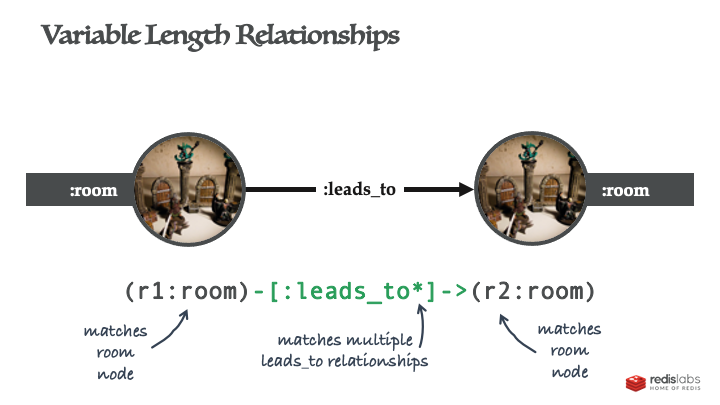 Variable Length Relationships
:room
:leads_to
:room
(r1:room)-[:leads_to*]->(r2:room)
matches
room
node
matches multiple
leads_to relationships
matches
room
node
redislabs
HOME OF REDIS